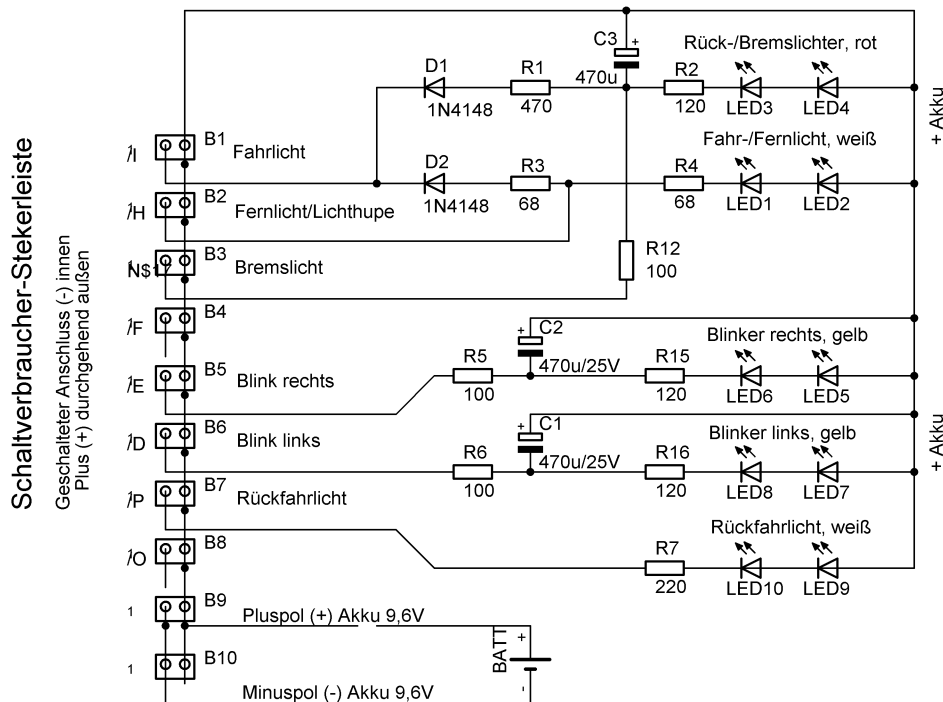 Schaltverbraucher-Stekerleiste
Geschalteter Anschluss (-) innen
Plus (+) durchgehend außen
C3
+
470u
Rück-/Bremslichter, rot
D1
R1
R2
1N4148
470
120
LED3
LED4
+ Akku
B1
Fahrlicht
/I
Fahr-/Fernlicht, weiß
D2
R3
R4
1N4148
68
68
LED1
LED2
B2
Fernlicht/Lichthupe
/H
B3
Bremslicht
R12
100
B4
/F
C2
+
470u/25V
Blinker rechts, gelb
B5
Blink rechts
/E
R5
100
R15
120
LED6
LED5
B6
Blink links
/D
C1
+
470u/25V
Blinker links, gelb
R6
100
R16
120
LED8
LED7
+ Akku
B7
Rückfahrlicht
/P
Rückfahrlicht, weiß
B8
/O
R7
220
LED10
LED9
B9
1
Pluspol (+) Akku 9,6V
BATT
+
-
B10
1
Minuspol (-) Akku 9,6V